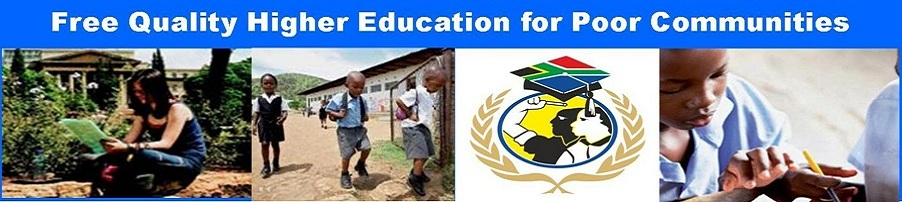 Free Quality Higher Education for Poor Communities